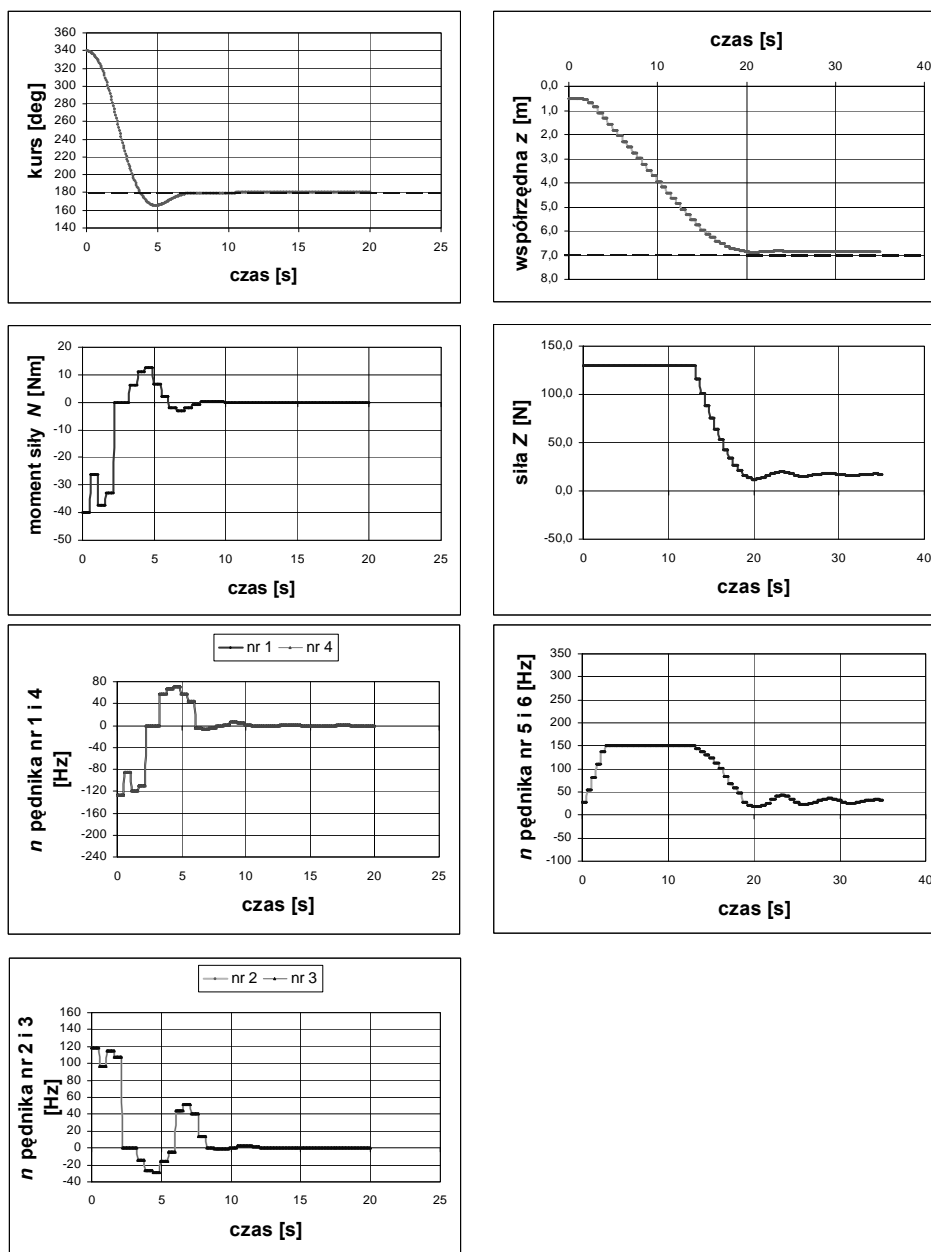 kurs [deg]
360
340
320
300
280
260
240
220
200
180
160
140
0 5 10 15 20 25
czas [s]
czas [s]
0 10 20 30 40
współrzędna z [m]
0,0
1,0
2,0
3,0
4,0
5,0
6,0
7,0
8,0
moment siły N [Nm]
20
10
0
-10
-20
-30
-40
-50
0 5 10 15 20 25
czas [s]
siła Z [N]
150,0
100,0
50,0
0,0
-50,0
0 10 20 30 40
czas [s]
nr 1 nr 4
n pędnika nr 1 i 4
[Hz]
80
40
0
-40
-80
-120
-160
-200
-240
0 5 10 15 20 25
czas [s]
n pędnika nr 5 i 6 [Hz]
350
300
250
200
150
100
50
0
-50
-100
0 10 20 30 40
czas [s]
nr 2 nr 3
n pędnika nr 2 i 3
[Hz]
160
140
120
100
80
60
40
20
0
-20
-40
0 5 10 15 20 25
czas [s]